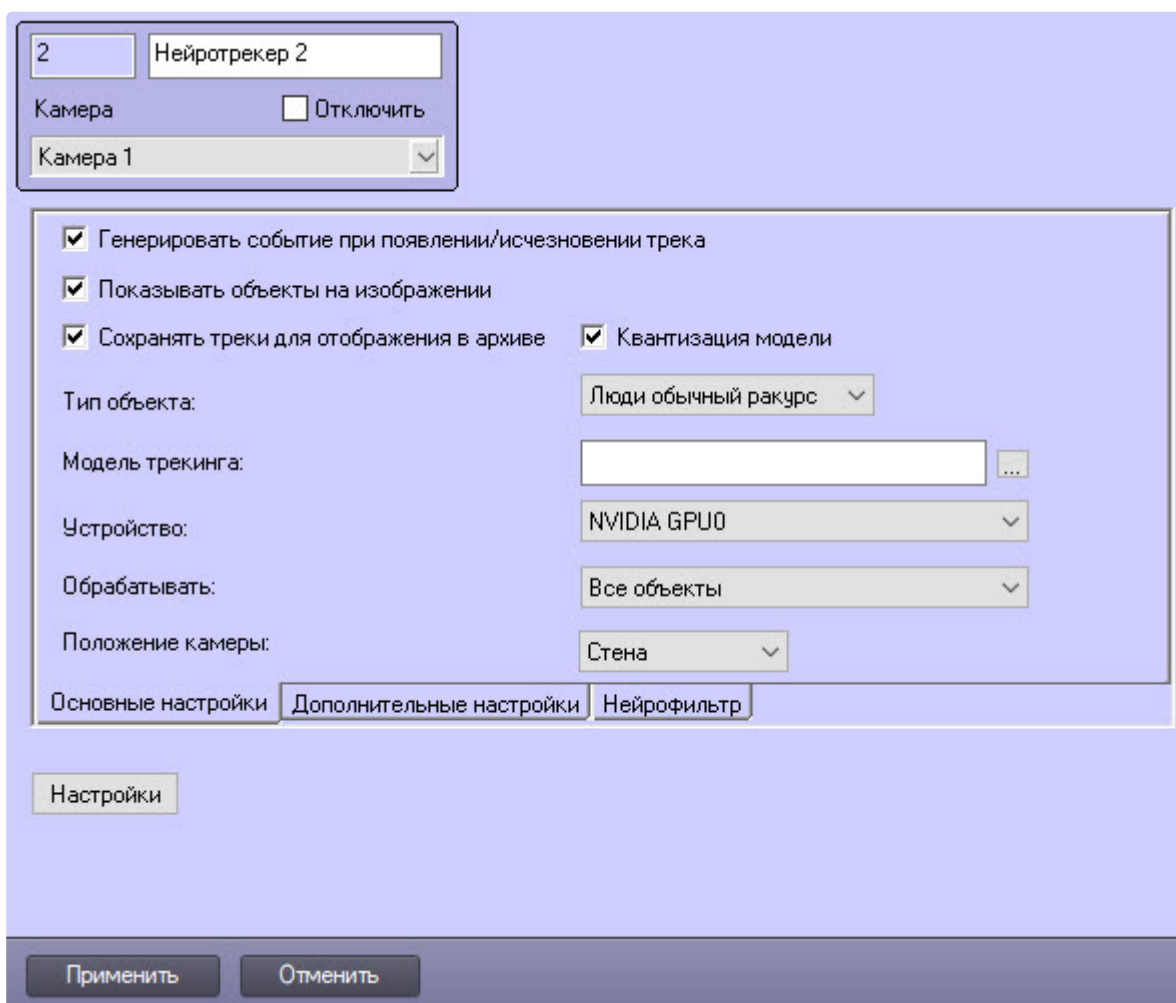 2 Нейротрекер 2
Камера Отключить
Камера 1
Генерировать событие при появлении/исчезновении трека
Показывать объекты на изображении
Сохранять треки для отображения в архиве Квантизация модели
Тип объекта: Люди обычный ракурс
Модель трекинга: ...
Устройство: NVIDIA GPU0
Обрабатывать: Все объекты
Положение камеры: Стена
Основные настройки Дополнительные настройки Нейрофильтр
Настройки
Применить Отменить